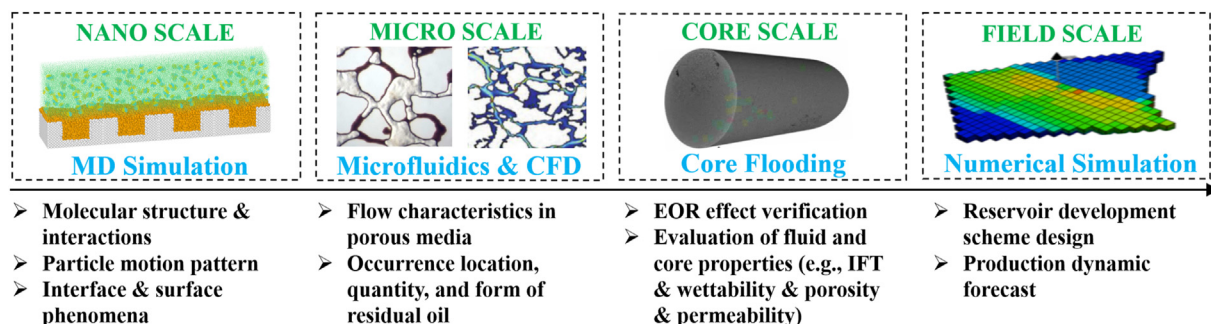 NANO SCALE
MD Simulation
MICRO SCALE
Microfluidics & CFD
CORE SCALE
Core Flooding
FIELD SCALE
Numerical Simulation
➢ Molecular structure &
interactions
➢ Particle motion pattern
➢ Interface & surface
phenomena
➢ Flow characteristics in
porous media
➢ Occurrence location,
quantity, and form of
residual oil
➢ EOR effect verification
➢ Evaluation of fluid and
core properties (e.g., IFT
& wettability & porosity
& permeability)
➢ Reservoir development
scheme design
➢ Production dynamic
forecast